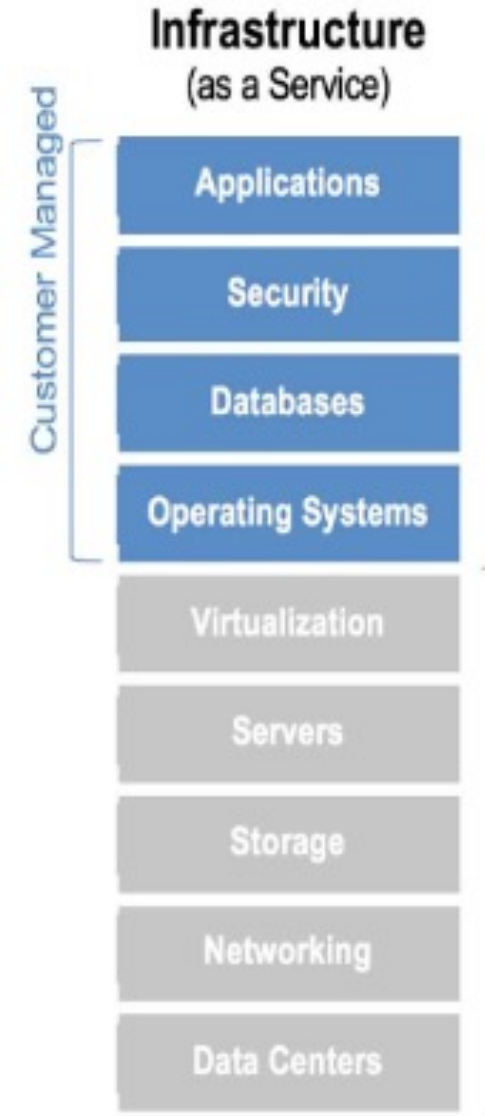 Infrastructure
(as a Service)
Customer Managed
Applications
Security
Databases
Operating Systems
Virtualization
Servers
Storage
Networking
Data Centers